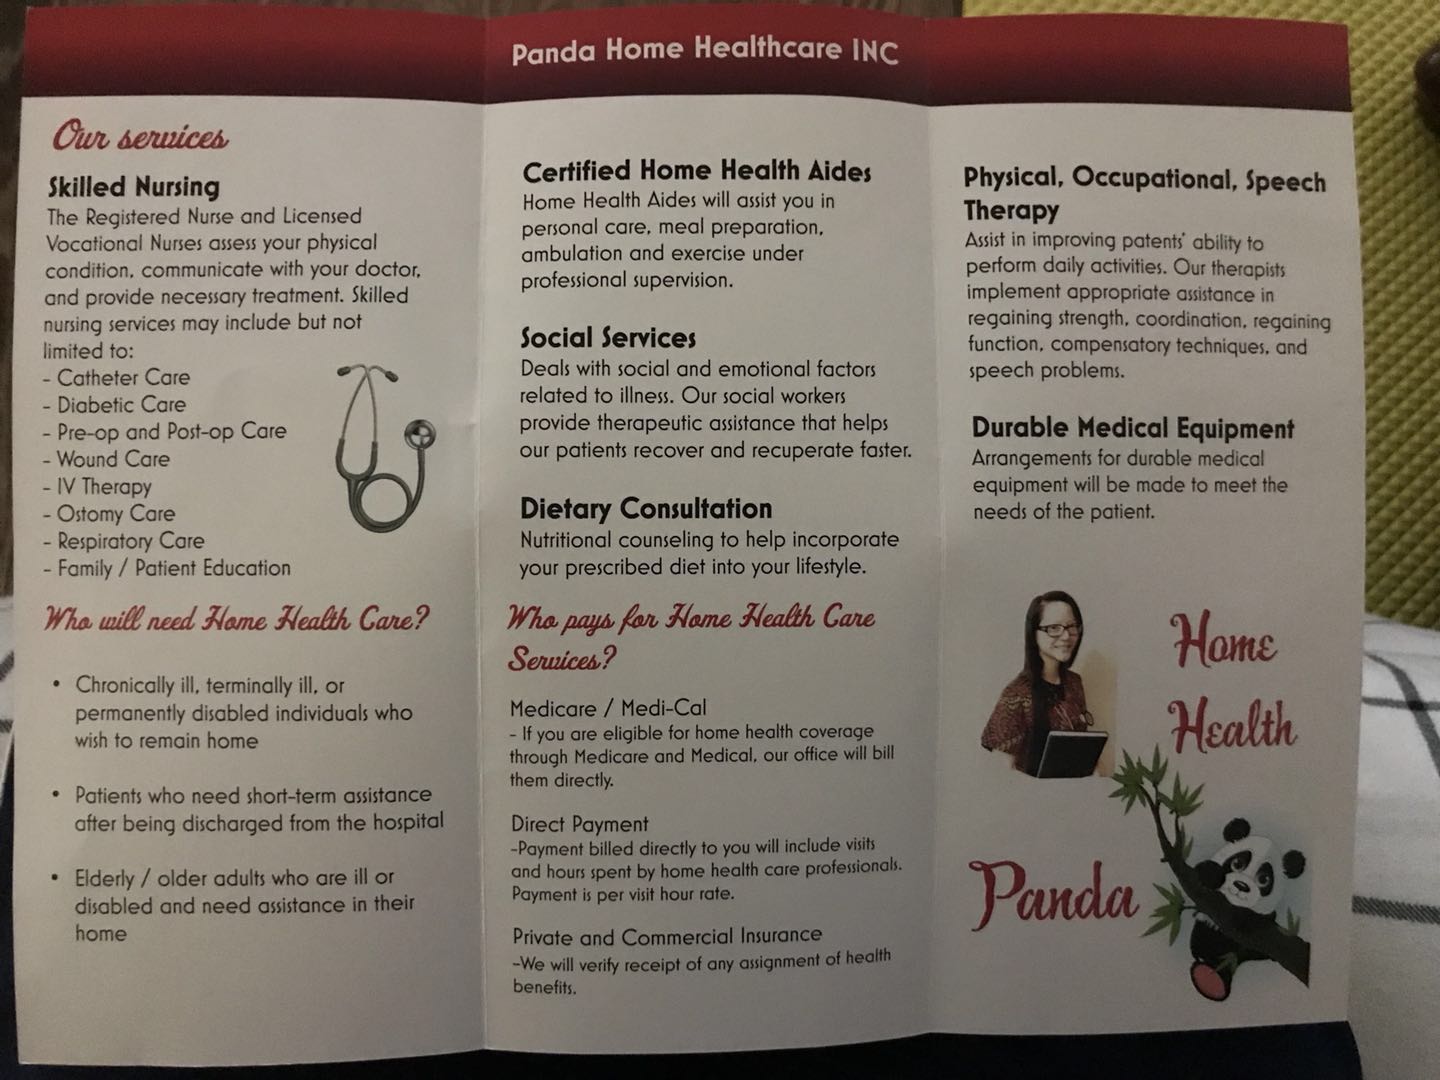 Panda Home Healthcare INC
Our services
Skilled Nursing
The Registered Nurse and Licensed
Vocational Nurses assess your physical
condition, communicate with your doctor,
and provide necessary treatment. Skilled
nursing services may include but not
limited to:
- Catheter Care
- Diabetic Care
- Pre-op and Post-op Care
- Wound Care
- IV Therapy
- Ostomy Care
- Respiratory Care
- Family / Patient Education
Who will need Home Health Care?
• Chronically ill, terminally ill, or
permanently disabled individuals who
wish to remain home
• Patients who need short-term assistance
after being discharged from the hospital
• Elderly / older adults who are ill or
disabled and need assistance in their
home
Certified Home Health Aides
Home Health Aides will assist you in
personal care, meal preparation,
ambulation and exercise under
professional supervision.
Social Services
Deals with social and emotional factors
related to illness. Our social workers
provide therapeutic assistance that helps
our patients recover and recuperate faster.
Dietary Consultation
Nutritional counseling to help incorporate
your prescribed diet into your lifestyle.
Who pays for Home Health Care
Services?
Medicare / Medi-Cal
- If you are eligible for home health coverage
through Medicare and Medical, our office will bill
them directly.
Direct Payment
-Payment billed directly to you will include visits
and hours spent by home health care professionals.
Payment is per visit hour rate.
Private and Commercial Insurance
-We will verify receipt of any assignment of health
benefits.
Physical, Occupational, Speech
Therapy
Assist in improving patents' ability to
perform daily activities. Our therapists
implement appropriate assistance in
regaining strength, coordination, regaining
function, compensatory techniques, and
speech problems.
Durable Medical Equipment
Arrangements for durable medical
equipment will be made to meet the
needs of the patient.
Home
Health
Panda